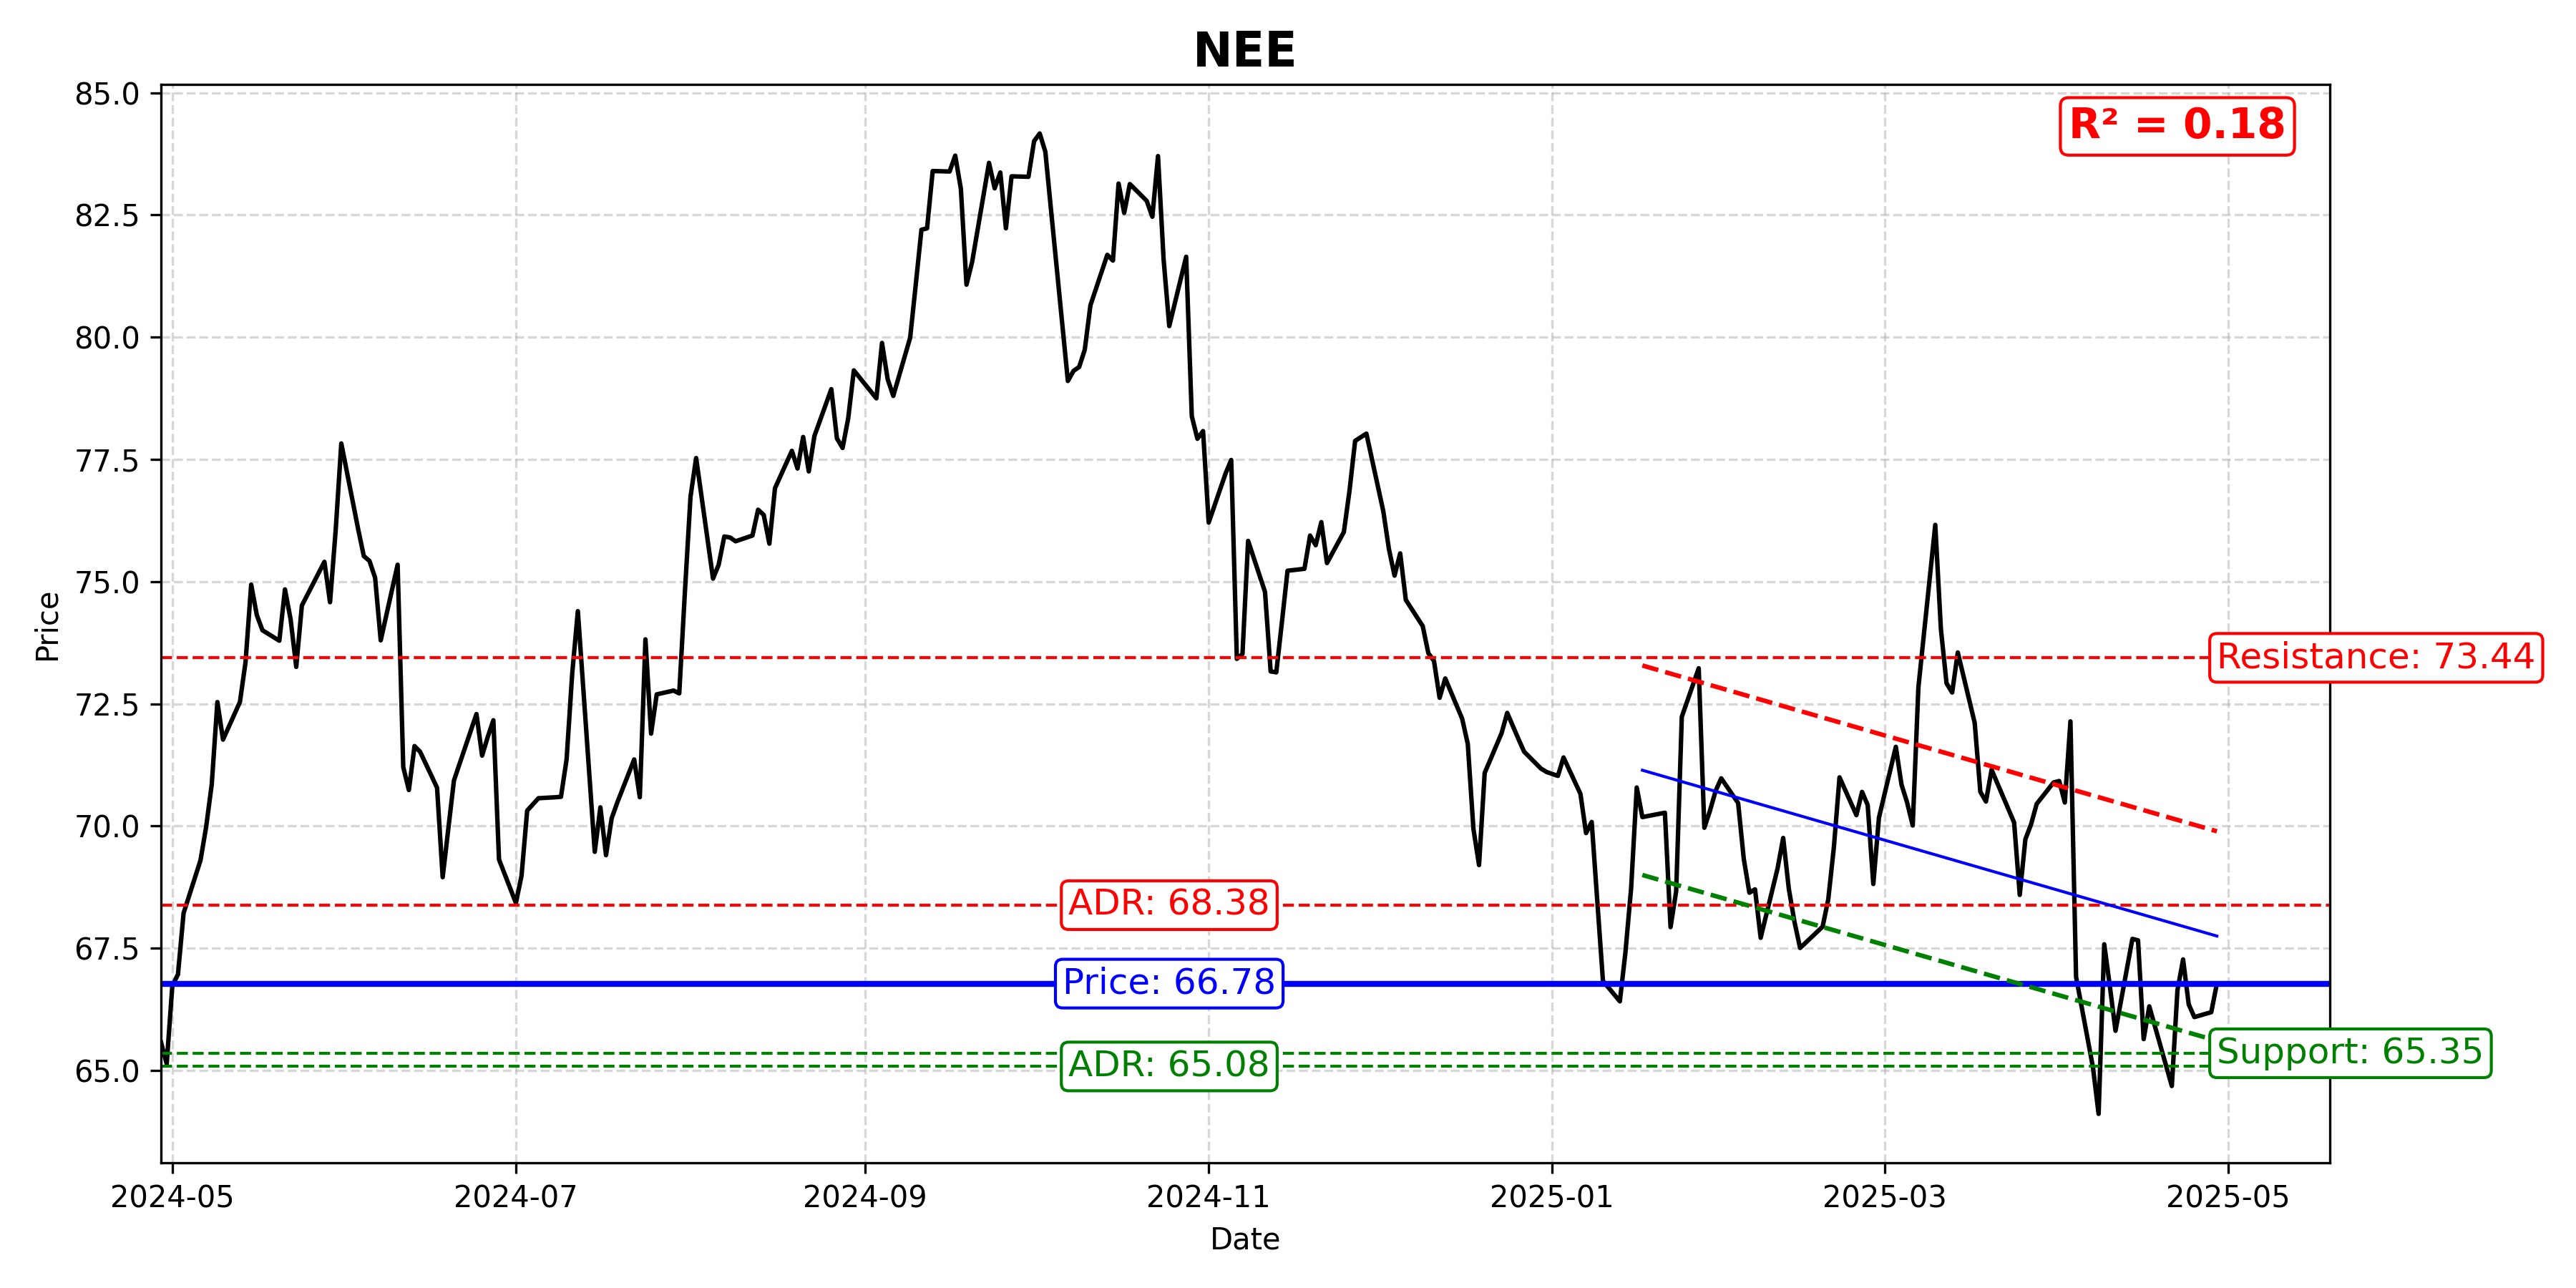 NEE
R² = 0.18
Price
85.0
82.5
80.0
77.5
75.0
72.5
70.0
67.5
65.0
Resistance: 73.44
ADR: 68.38
Price: 66.78
Support: 65.35
ADR: 65.08
2024-05 2024-07 2024-09 2024-11 2025-01 2025-03 2025-05
Date